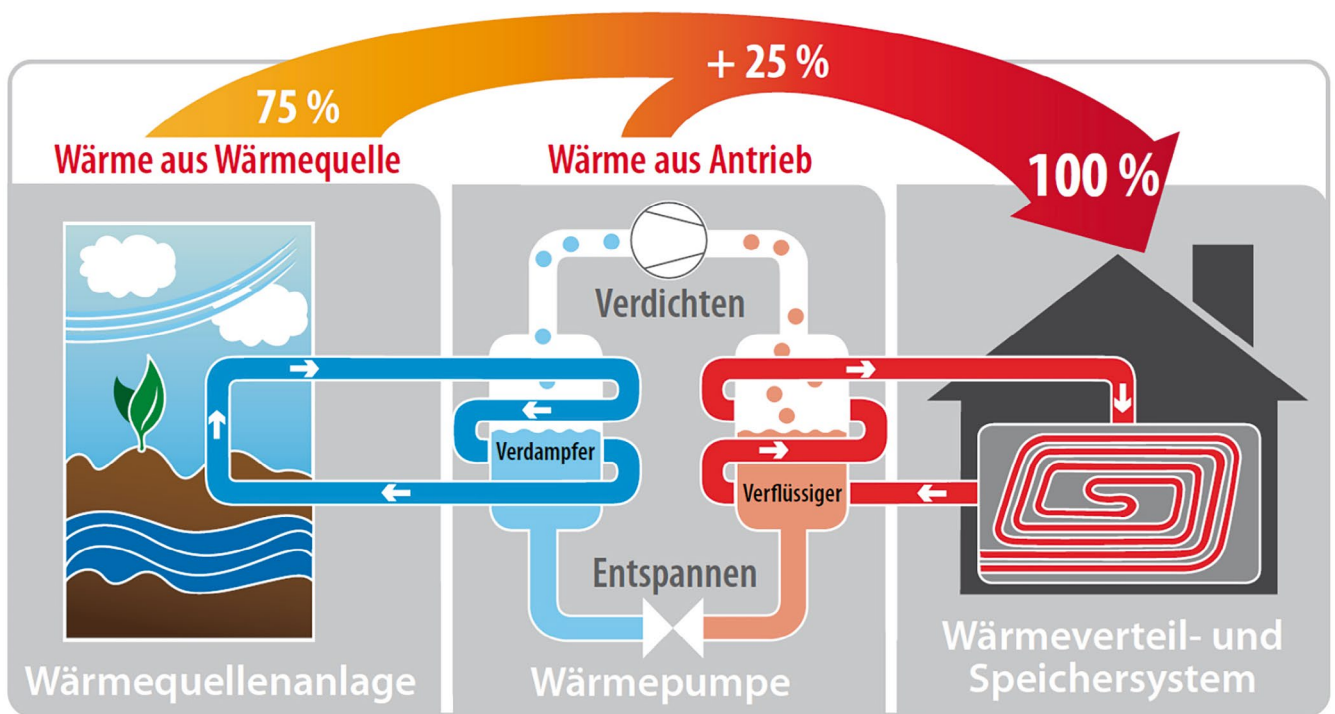 75 %
+ 25 %
Wärme aus Wärmequelle
Wärme aus Antrieb
100 %
Verdichten
Verdampfer
Verflüssiger
Entspannen
Wärmequellenanlage
Wärmepumpe
Wärmeverteil- und
Speichersystem